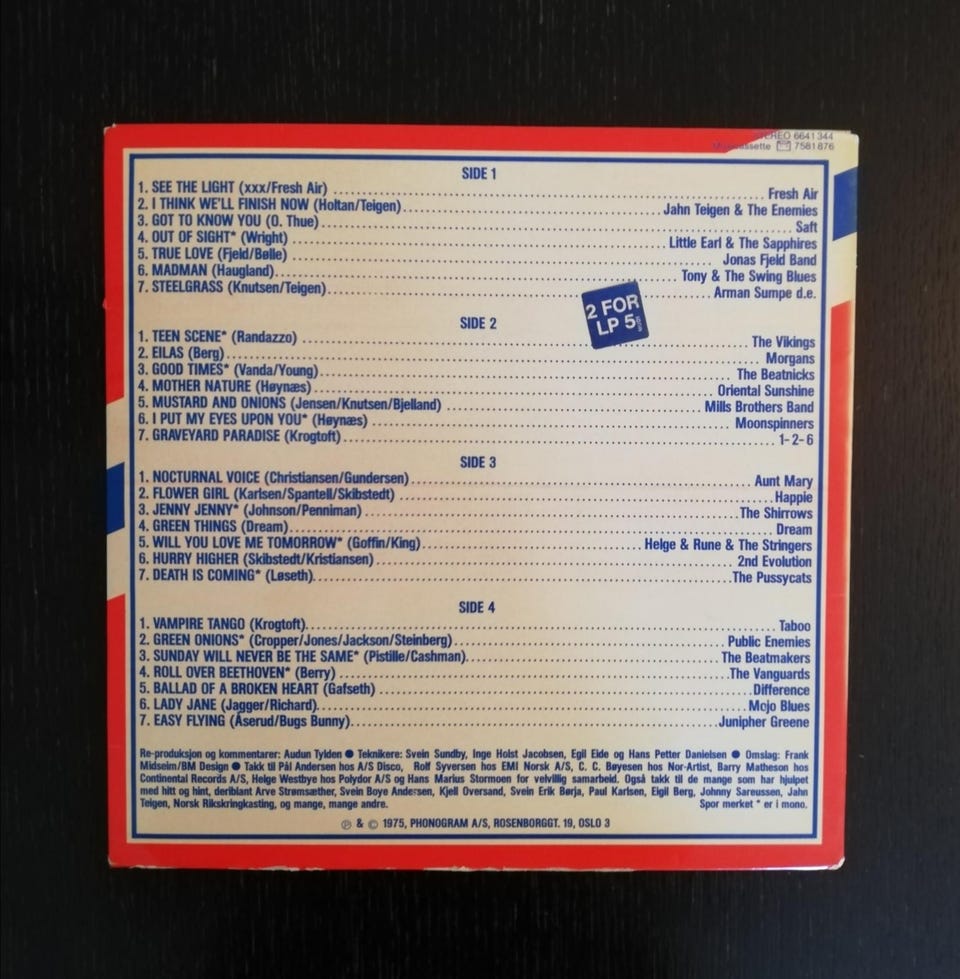 STEREO 6641 344
Musicassette 7581 876
SIDE 1
1. SEE THE LIGHT (xxx/Fresh Air) Fresh Air
2. I THINK WE'LL FINISH NOW (Holtan/Teigen) Jahn Teigen & The Enemies
3. GOT TO KNOW YOU (O. Thue) Saft
4. OUT OF SIGHT* (Wright) Little Earl & The Sapphires
5. TRUE LOVE (Fjeld/Bølle) Jonas Fjeld Band
6. MADMAN (Haugland) Tony & The Swing Blues
7. STEELGRASS (Knutsen/Teigen) Arman Sumpe d.e.
2 FOR
LP 5
SIDE 2
1. TEEN SCENE* (Randazzo) The Vikings
2. EILAS (Berg) Morgans
3. GOOD TIMES* (Vanda/Young) The Beatnicks
4. MOTHER NATURE (Høynæs) Oriental Sunshine
5. MUSTARD AND ONIONS (Jensen/Knutsen/Bjelland) Mills Brothers Band
6. I PUT MY EYES UPON YOU* (Høynæs) Moonspinners
7. GRAVEYARD PARADISE (Krogtoft) 1-2-6
SIDE 3
1. NOCTURNAL VOICE (Christiansen/Gundersen) Aunt Mary
2. FLOWER GIRL (Karlsen/Spantell/Skibstedt) Happie
3. JENNY JENNY* (Johnson/Penniman) The Shirrows
4. GREEN THINGS (Dream) Dream
5. WILL YOU LOVE ME TOMORROW* (Goffin/King) Helge & Rune & The Stringers
6. HURRY HIGHER (Skibstedt/Kristiansen) 2nd Evolution
7. DEATH IS COMING* (Løseth) The Pussycats
SIDE 4
1. VAMPIRE TANGO (Krogtoft) Taboo
2. GREEN ONIONS* (Cropper/Jones/Jackson/Steinberg) Public Enemies
3. SUNDAY WILL NEVER BE THE SAME* (Pistille/Cashman) The Beatmakers
4. ROLL OVER BEETHOVEN* (Berry) The Vanguards
5. BALLAD OF A BROKEN HEART (Gafseth) Difference
6. LADY JANE (Jagger/Richard) Mojo Blues
7. EASY FLYING (Åserud/Bugs Bunny) Junipher Greene
Re-produksjon og kommentarer: Audun Tylden ● Teknikere: Svein Sundby, Inge Holst Jacobsen, Egil Eide og Hans Petter Danielsen ● Omslag: Frank
Midseim/BM Design ● Takk til Pål Andersen hos A/S Disco, Rolf Syversen hos EMI Norsk A/S, C. C. Bøyesen hos Nor-Artist, Barry Matheson hos
Continental Records A/S, Helge Westbye hos Polydor A/S og Hans Marius Stormoen for velvillig samarbeid. Også takk til de mange som har hjulpet
med hitt og hint, deriblant Arve Strømsæther, Svein Boye Andersen, Kjell Oversand, Svein Erik Børja, Paul Karlsen, Eigil Berg, Johnny Sareussen, Jahn
Teigen, Norsk Rikskringkasting, og mange, mange andre. Spor merket * er i mono.
℗ & © 1975, PHONOGRAM A/S, ROSENBORGGT. 19, OSLO 3